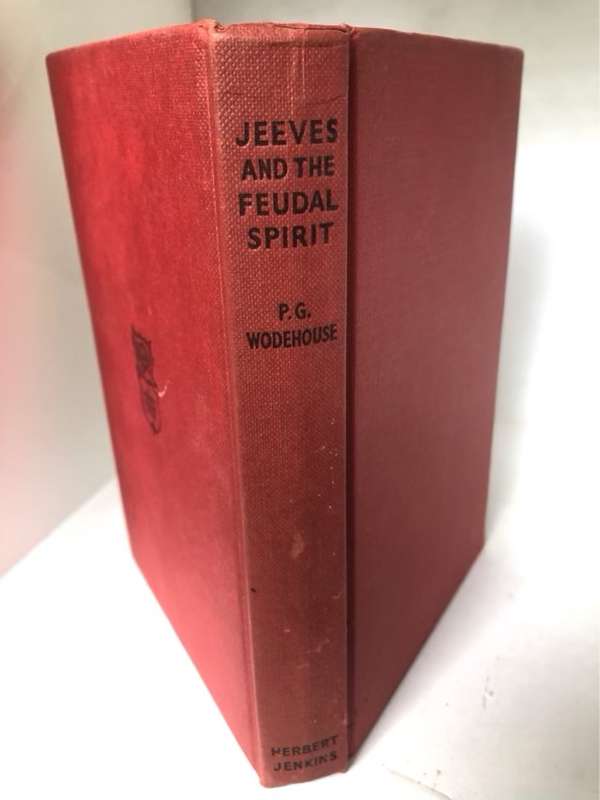 JEEVES
AND THE
FEUDAL
SPIRIT
P.G.
WODEHOUSE
HERBERT
JENKINS